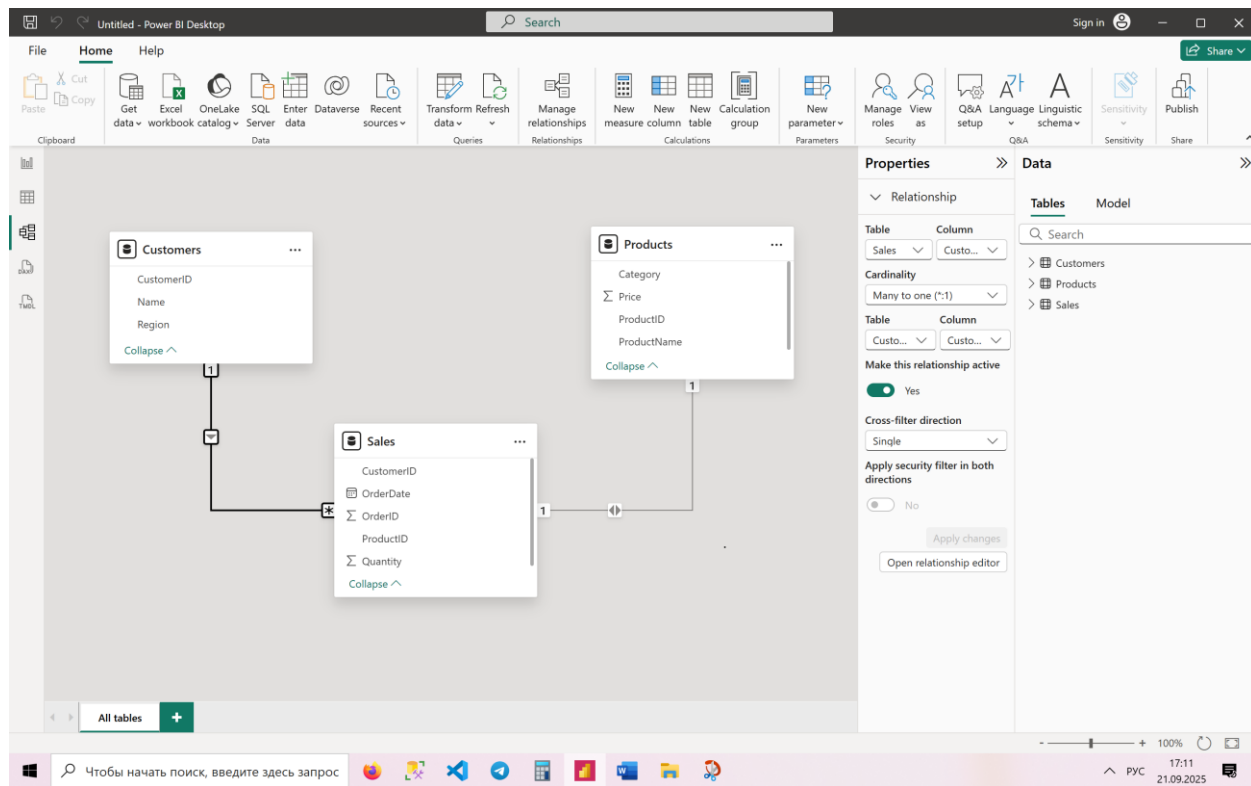 Untitled - Power BI Desktop
Search
Sign in
File Home Help
Share
Paste
Cut
Copy
Clipboard
Get data
Excel workbook
OneLake catalog
SQL Server
Enter data
Dataverse
Recent sources
Data
Transform data
Refresh
Queries
Manage relationships
Relationships
New measure
New column
New table
Calculation group
Calculations
New parameter
Parameters
Manage roles
View as
Security
Q&A setup
Language
Linguistic schema
Q&A
Sensitivity
Sensitivity
Publish
Share
DAX
TMDL
Customers
CustomerID
Name
Region
Collapse
1
Products
Category
Σ Price
ProductID
ProductName
Collapse
1
Sales
CustomerID
OrderDate
Σ OrderID
ProductID
Σ Quantity
Collapse
*
1
All tables
+
Properties
Relationship
Table Column
Sales Custo...
Cardinality
Many to one (*:1)
Table Column
Custo... Custo...
Make this relationship active
Yes
Cross-filter direction
Single
Apply security filter in both
directions
No
Apply changes
Open relationship editor
Data
Tables Model
Search
Customers
Products
Sales
- + 100%
Чтобы начать поиск, введите здесь запрос
РУС
17:11
21.09.2025